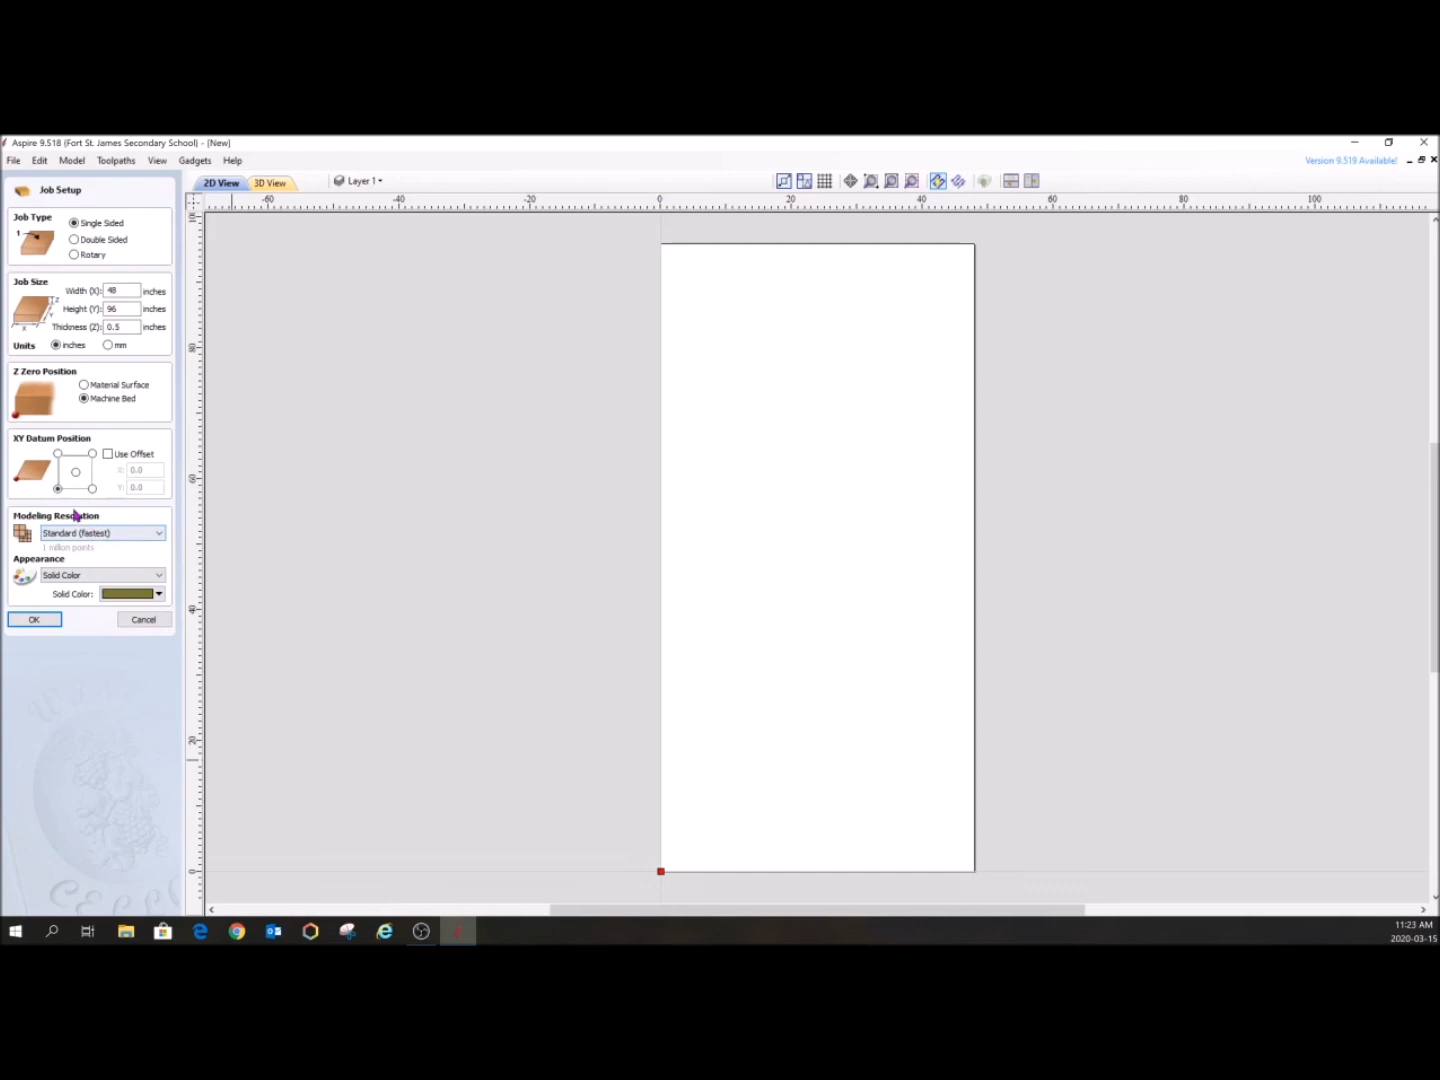 Aspire 9.518 (Fort St. James Secondary School) - [New]
File Edit Model Toolpaths View Gadgets Help
Version 9.519 Available!
Job Setup
2D View 3D View Layer 1
-60 -40 -20 0 20 40 60 80 100
Job Type
1
Single Sided
Double Sided
Rotary
Job Size
Width (X): 48 inches
Height (Y): 96 inches
Thickness (Z): 0.5 inches
Units inches mm
Z Zero Position
Material Surface
Machine Bed
XY Datum Position
Use Offset
X: 0.0
Y: 0.0
Modeling Resolution
Standard (fastest)
1 million points
Appearance
Solid Color
Solid Color:
OK Cancel
80
60
40
20
0
11:23 AM
2020-03-15